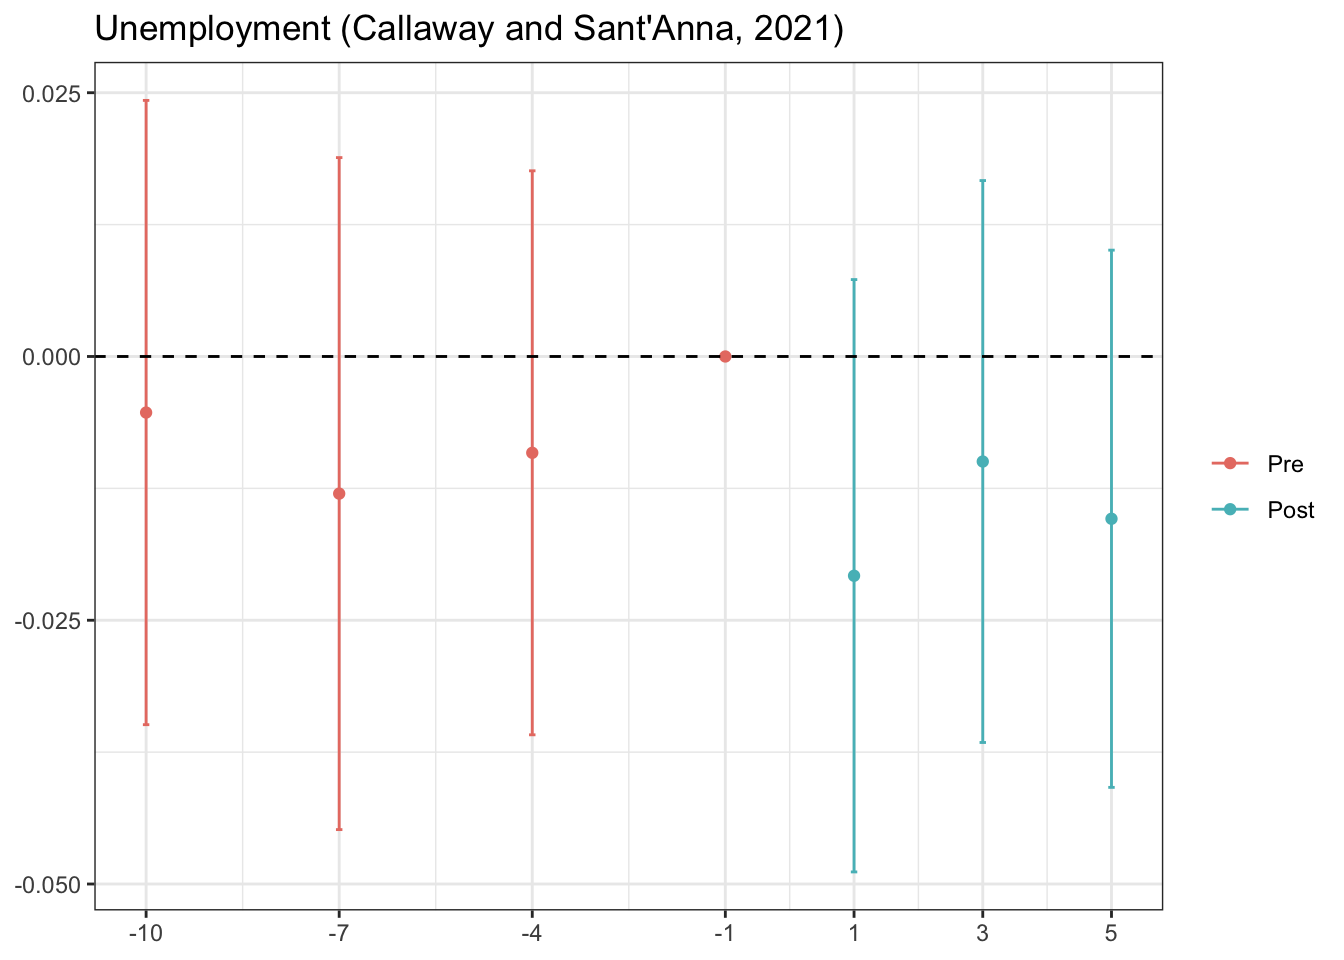 Unemployment (Callaway and Sant'Anna, 2021)
0.025
0.000
-0.025
-0.050
-10 -7 -4 -1 1 3 5
Pre
Post